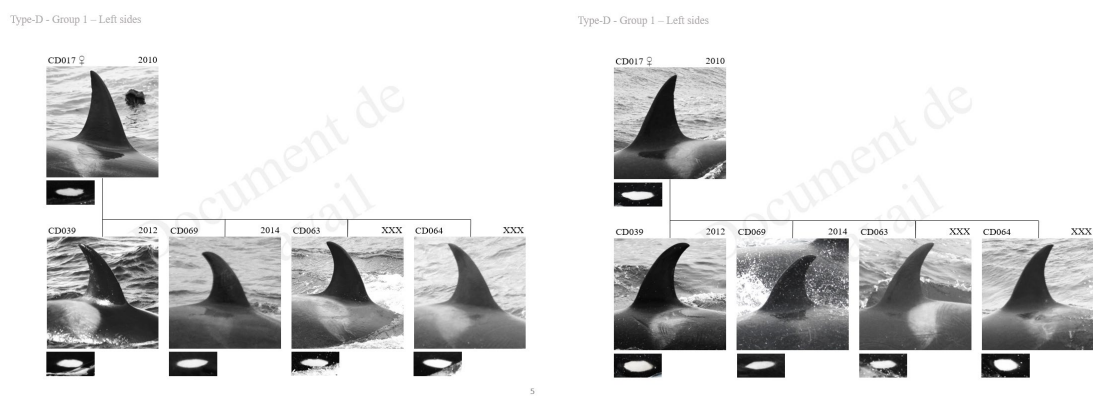 Type-D - Group 1 – Left sides
CD017 ♀ 2010
Document de
travail
CD039 2012
CD069 2014
CD063 XXX
CD064 XXX
5
Type-D - Group 1 – Left sides
CD017 ♀ 2010
Document de
travail
CD039 2012
CD069 2014
CD063 XXX
CD064 XXX